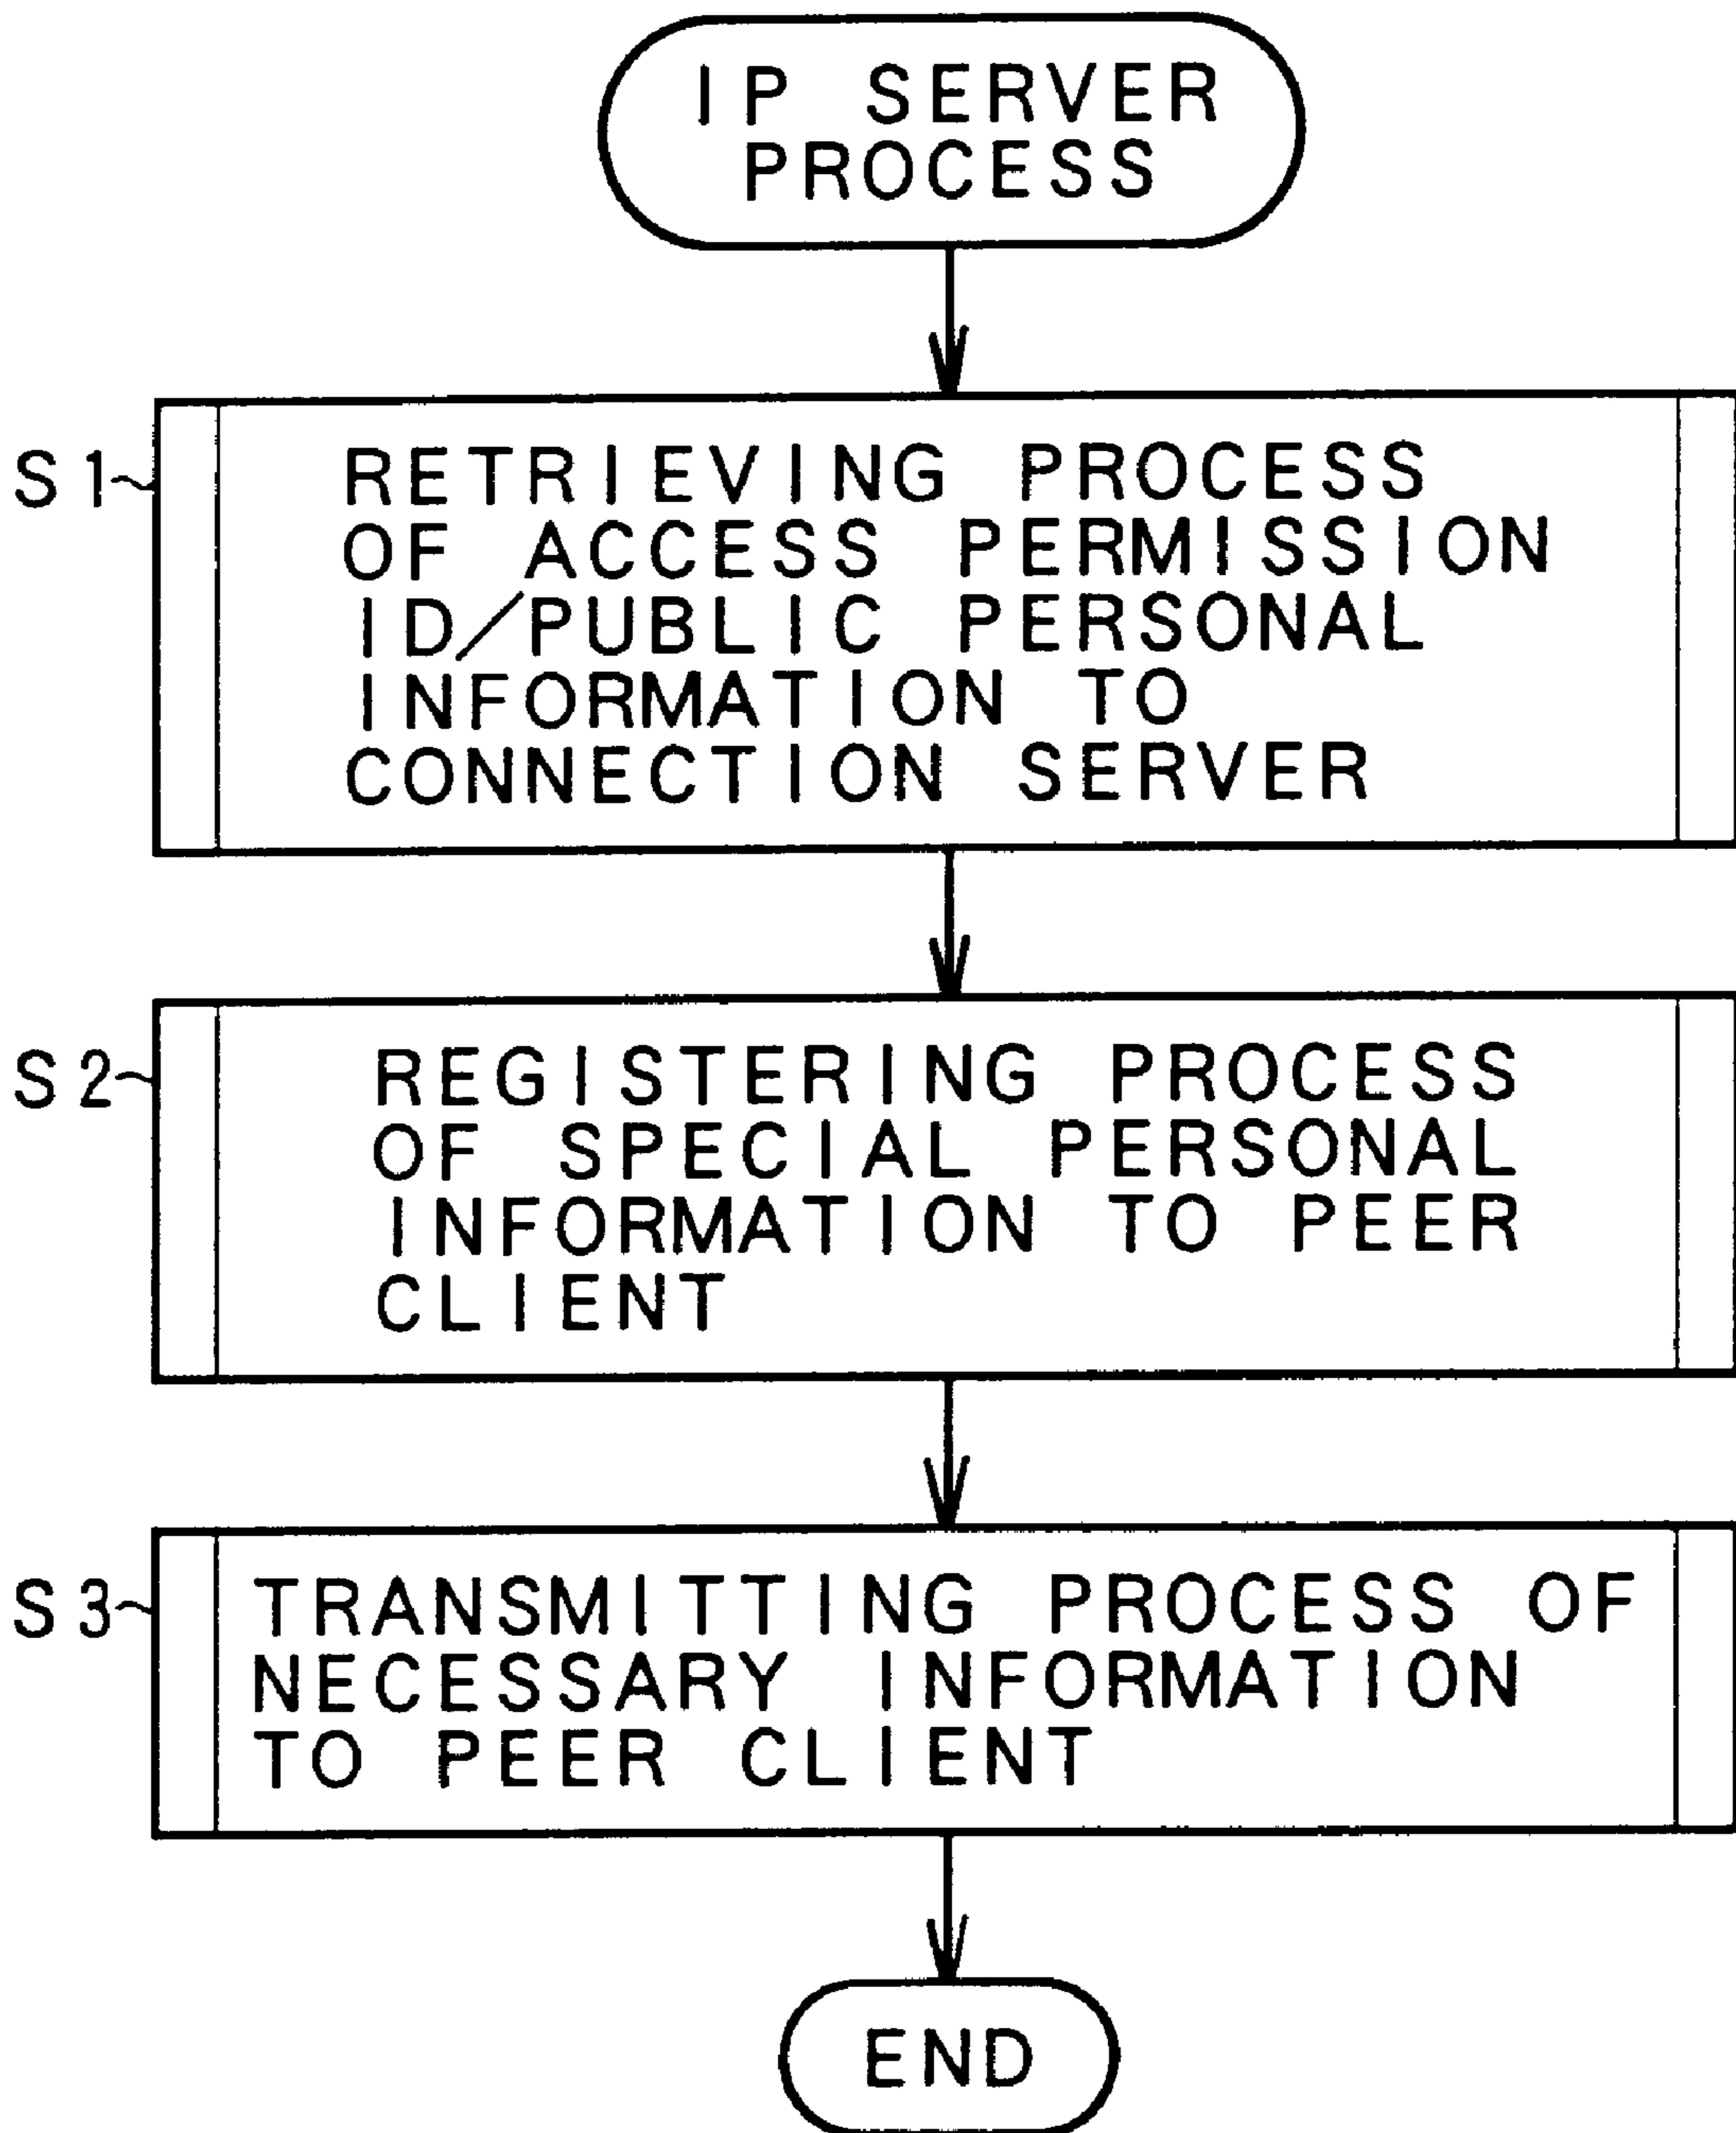 IP SERVER
PROCESS
S1
RETRIEVING PROCESS
OF ACCESS PERMISSION
ID/PUBLIC PERSONAL
INFORMATION TO
CONNECTION SERVER
S2
REGISTERING PROCESS
OF SPECIAL PERSONAL
INFORMATION TO PEER
CLIENT
S3
TRANSMITTING PROCESS OF
NECESSARY INFORMATION
TO PEER CLIENT
END